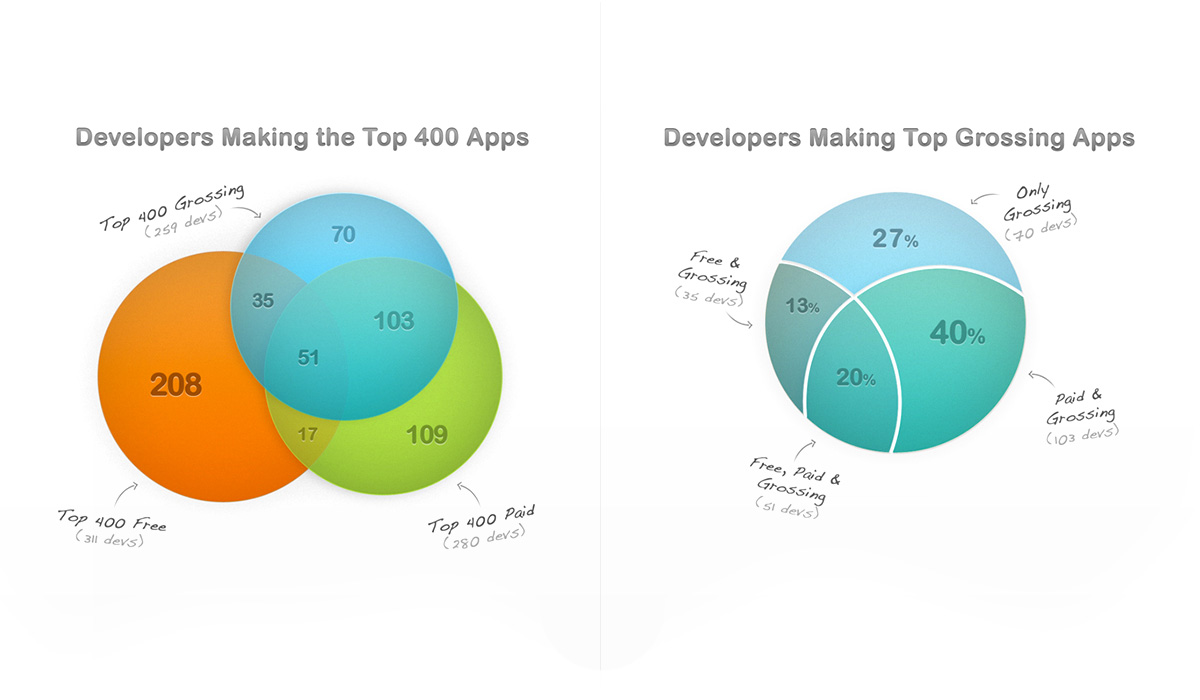 Developers Making the Top 400 Apps
Top 400 Grossing
(259 devs)
70
35
103
51
208
17
109
Top 400 Free
(311 devs)
Top 400 Paid
(280 devs)
Developers Making Top Grossing Apps
Only
Grossing
(70 devs)
27%
Free &
Grossing
(35 devs)
13%
40%
20%
Paid &
Grossing
(103 devs)
Free, Paid &
Grossing
(51 devs)